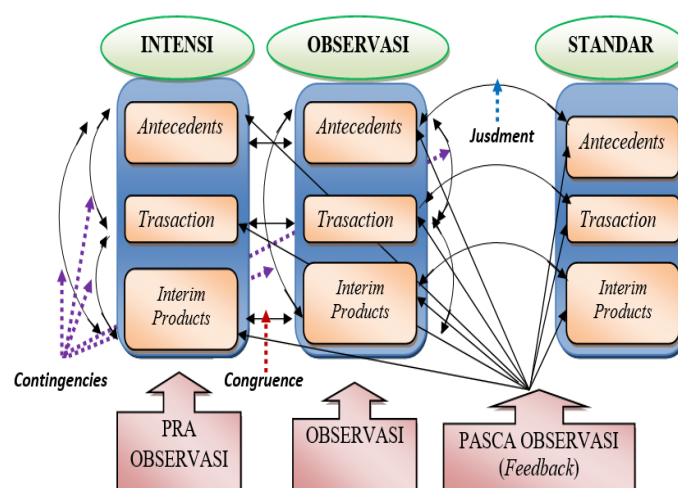 INTENSI
OBSERVASI
STANDAR
Antecedents
Trasaction
Interim
Products
Antecedents
Trasaction
Interim
Products
Antecedents
Trasaction
Interim
Products
Jusdment
Contingencies
Congruence
PRA
OBSERVASI
OBSERVASI
PASCA OBSERVASI
(Feedback)